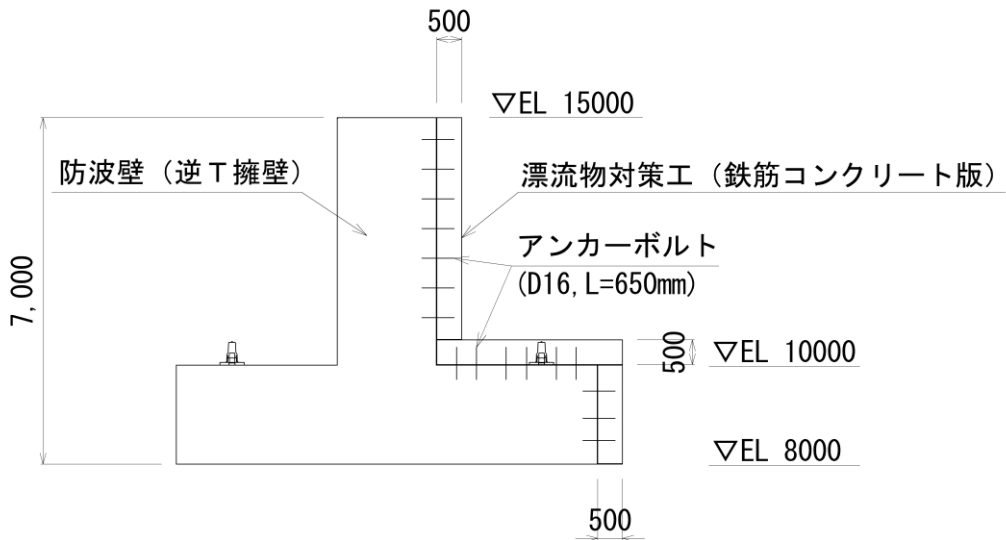 500
▽EL 15000
防波壁（逆T擁壁）
漂流物対策工（鉄筋コンクリート版）
アンカーボルト
(D16, L=650mm)
7,000
500
▽EL 10000
▽EL 8000
500